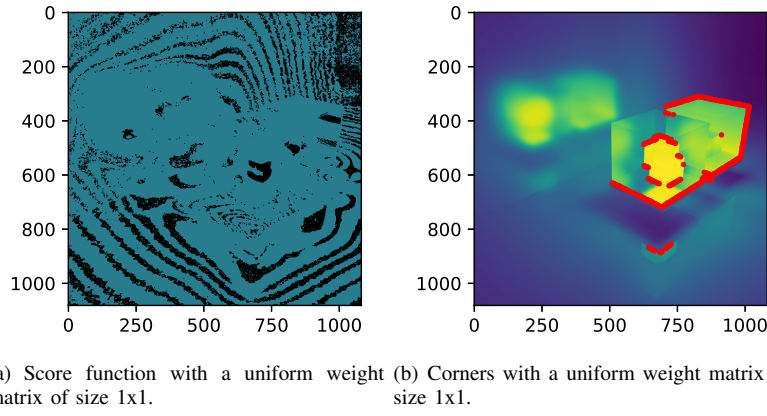 0
200
400
600
800
1000
0 250 500 750 1000
0
200
400
600
800
1000
0 250 500 750 1000
a) Score function with a uniform weight
natrix of size 1x1.
(b) Corners with a uniform weight matrix
size 1x1.